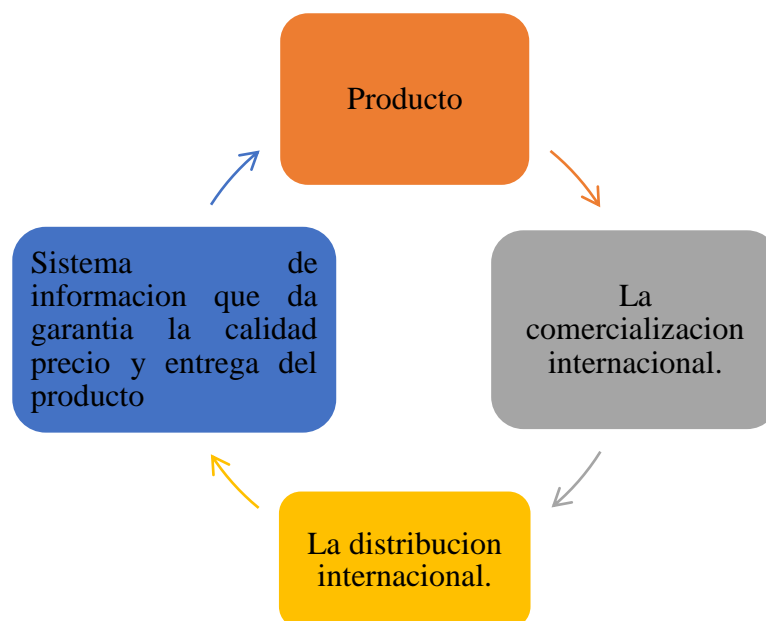 Producto
La
comercializacion
internacional.
La distribucion
internacional.
Sistema de
informacion que da
garantia la calidad
precio y entrega del
producto